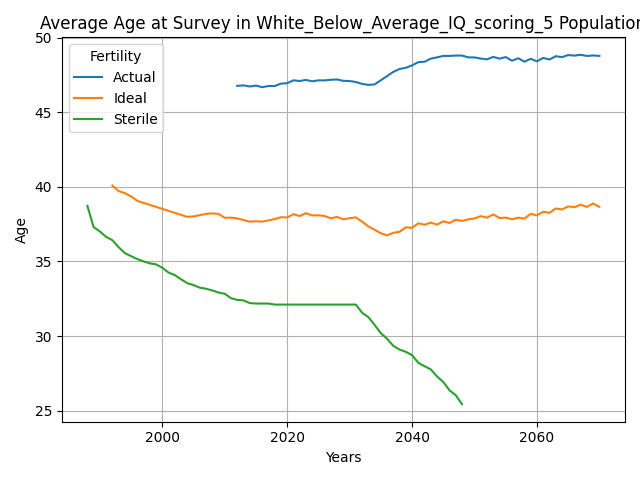 Average Age at Survey in White_Below_Average_IQ_scoring_5 Population
Fertility
Actual
Ideal
Sterile
Age
50
45
40
35
30
25
2000
2020
2040
2060
Years